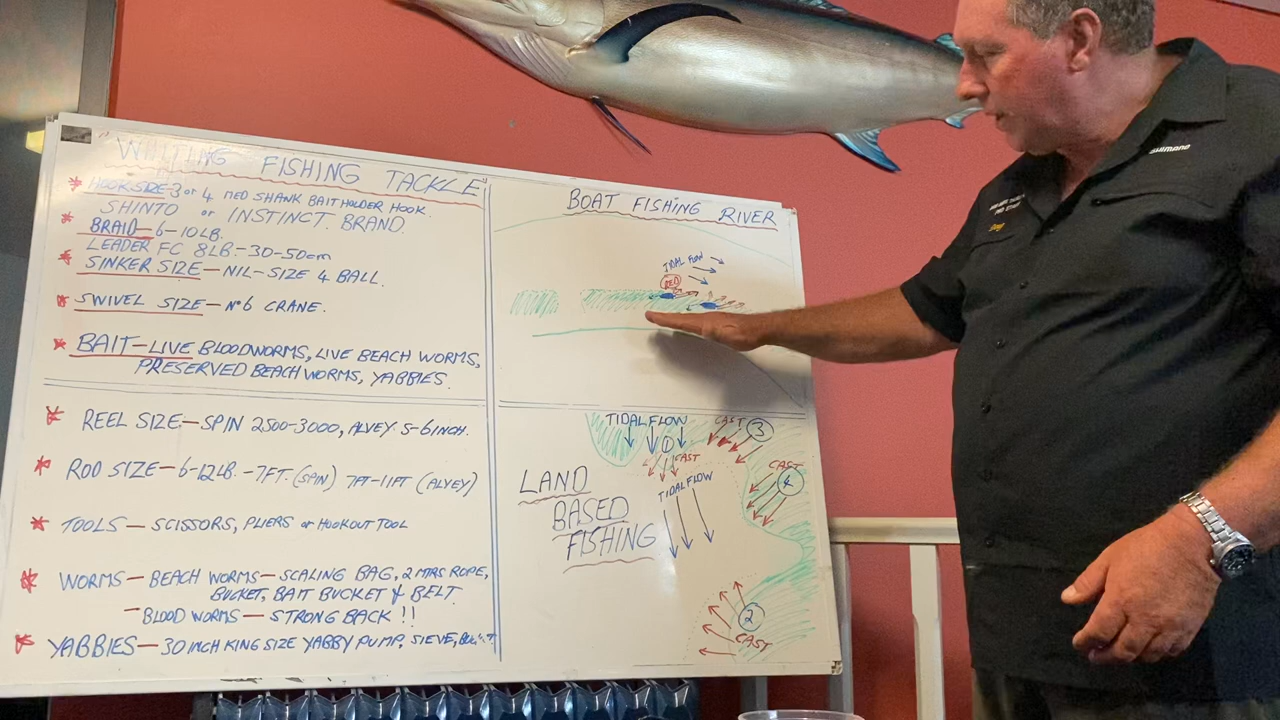 "WHITING FISHING TACKLE"
* HOOK SIZE-3 or 4 MED SHANK BAITHOLDER HOOK.
SHINTO or INSTINCT. BRAND.
* BRAID-6-10LB.
LEADER FC 8LB-30-50cm
* SINKER SIZE-NIL-SIZE 4 BALL.
* SWIVEL SIZE-No 6 CRANE.
* BAIT-LIVE BLOODWORMS, LIVE BEACH WORMS,
PRESERVED BEACH WORMS, YABBIES.
* REEL SIZE-SPIN 2500-3000, ALVEY 5-6INCH.
* ROD SIZE-6-12LB.-7FT.(SPIN) 7FT-11FT (ALVEY)
* TOOLS-SCISSORS, PLIERS or HOOKOUT TOOL
* WORMS-BEACH WORMS-SCALING BAG, 2 MTRS ROPE,
BUCKET, BAIT BUCKET & BELT.
-BLOOD WORMS-STRONG BACK!!
* YABBIES-30INCH KING SIZE YABBY PUMP, SIEVE,
BOAT FISHING RIVER
TIDAL FLOW
RED
TIDAL FLOW
1
CAST
CAST 3
CAST
4
TIDAL FLOW
LAND
BASED
FISHING
2
CAST
SHIMANO